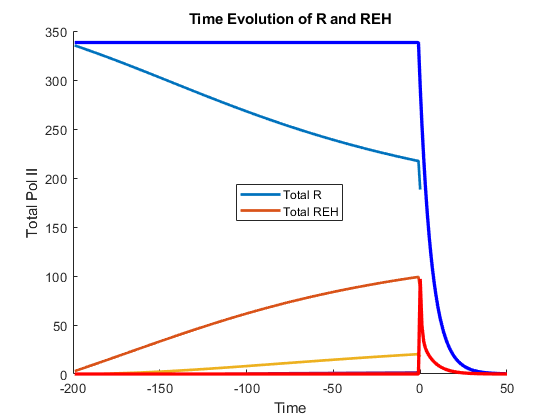 Time Evolution of R and REH
350
300
250
200
150
100
50
0
Total Pol II
Total R
Total REH
-200 -150 -100 -50 0 50
Time